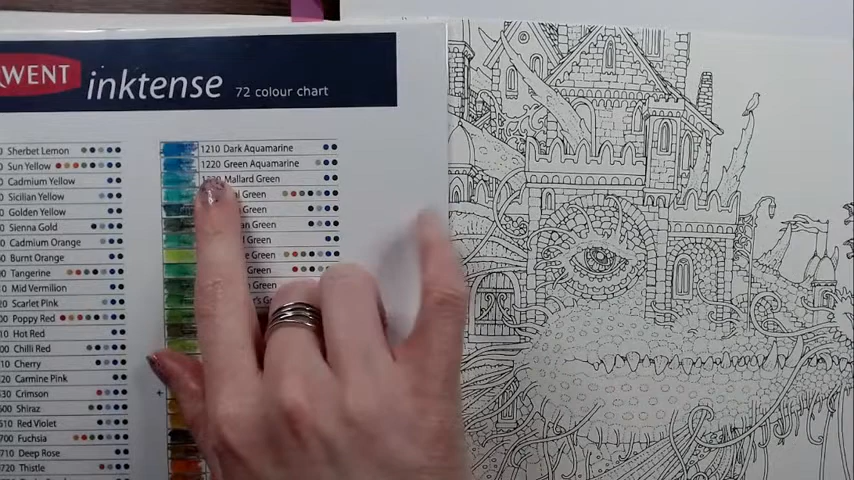 WENT inktense 72 colour chart
Sherbet Lemon
Sun Yellow
Cadmium Yellow
Sicilian Yellow
Golden Yellow
Sienna Gold
Cadmium Orange
Burnt Orange
Tangerine
Mid Vermilion
Scarlet Pink
Poppy Red
Hot Red
Chilli Red
Cherry
Carmine Pink
Crimson
Shiraz
Red Violet
Fuchsia
Deep Rose
Thistle
1210 Dark Aquamarine
1220 Green Aquamarine
Mallard Green
Green
Green
Green
Green
Green
Green